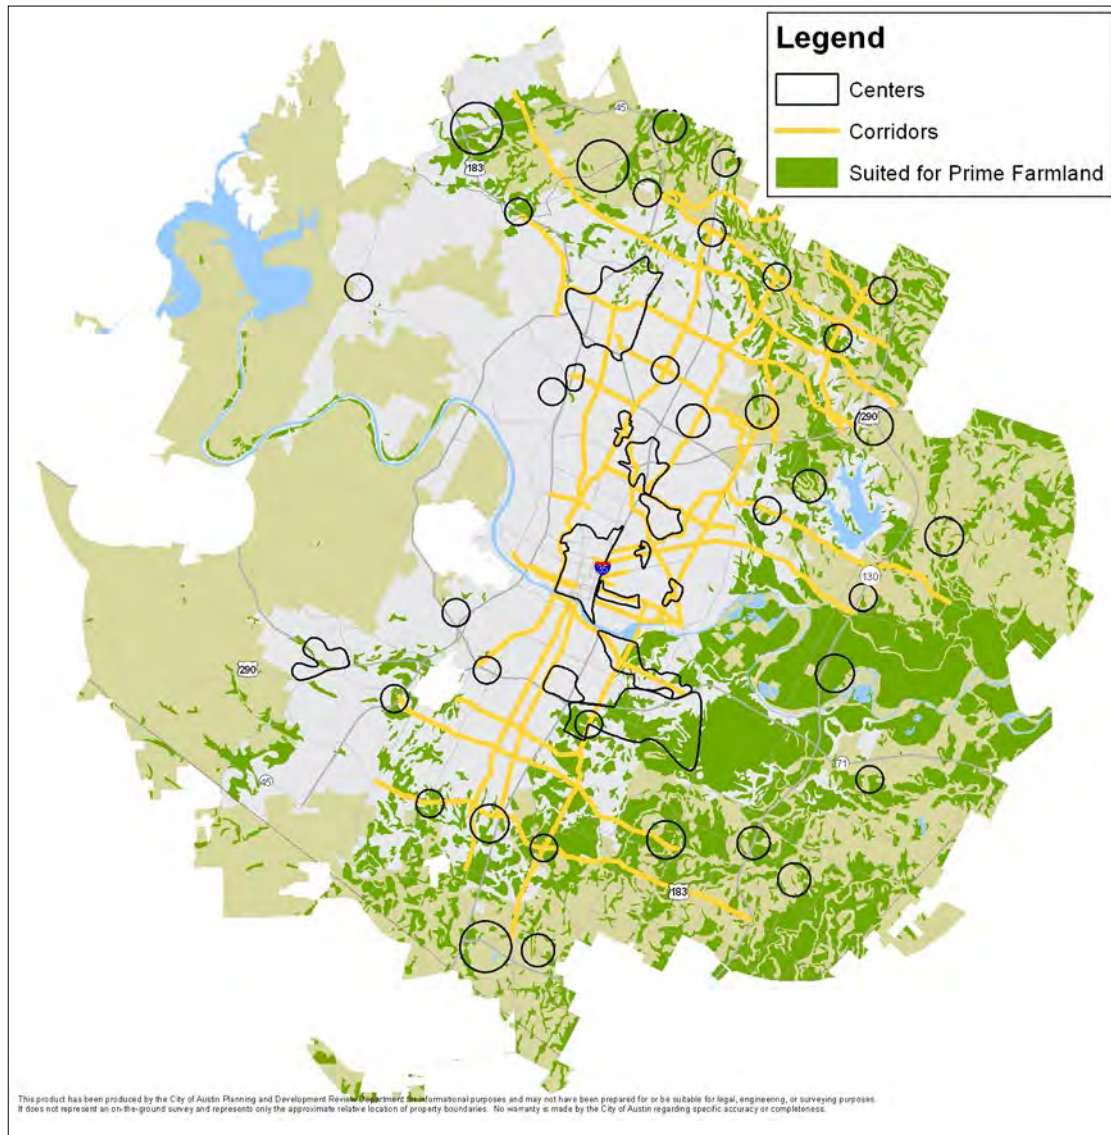 Legend
Centers
Corridors
Suited for Prime Farmland
45
183
290
35
130
290
71
45
183
This product has been produced by the City of Austin Planning and Development Review Department for informational purposes and may not have been prepared for or be suitable for legal, engineering, or surveying purposes.
It does not represent an on-the-ground survey and represents only the approximate relative location of property boundaries. No warranty is made by the City of Austin regarding specific accuracy or completeness.